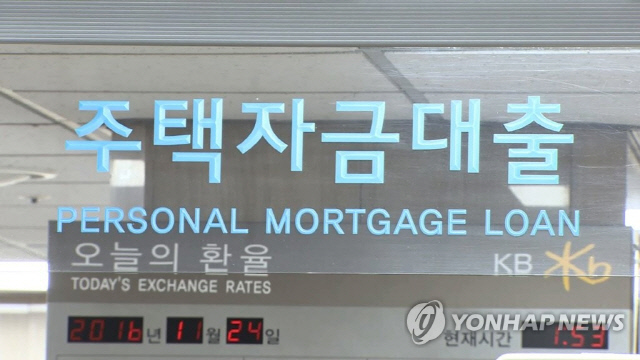 주택자금대출
PERSONAL MORTGAGE LOAN
오늘의 환율
KB Kb
TODAY'S EXCHANGE RATES
2016년 11월 24일
현재시간 1.53
YONHAPNEWS